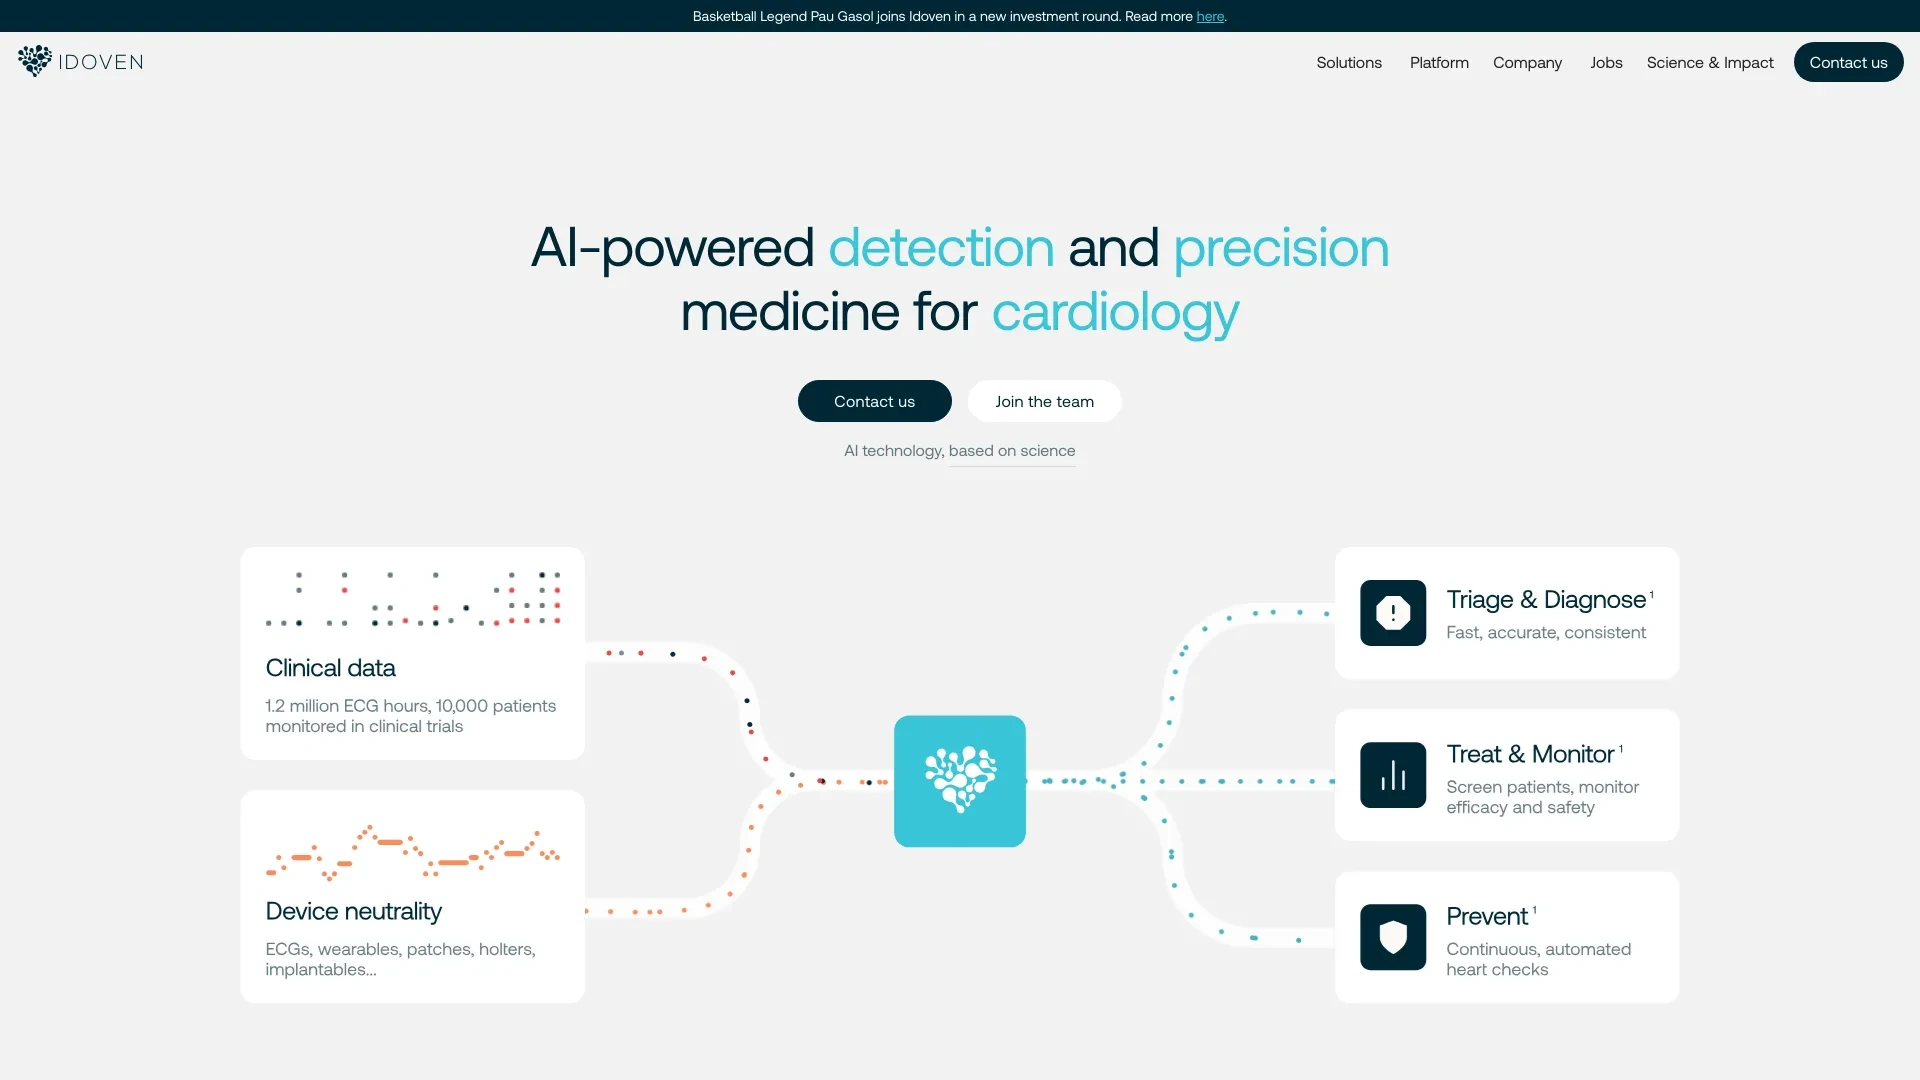 Basketball Legend Pau Gasol joins Idoven in a new investment round. Read more here.
IDOVEN
Solutions
Platform
Company
Jobs
Science & Impact
Contact us
AI-powered detection and precision
medicine for cardiology
Contact us
Join the team
AI technology, based on science
Clinical data
1.2 million ECG hours, 10,000 patients
monitored in clinical trials
Device neutrality
ECGs, wearables, patches, holters,
implantables...
Triage & Diagnose 1
Fast, accurate, consistent
Treat & Monitor 1
Screen patients, monitor
efficacy and safety
Prevent 1
Continuous, automated
heart checks